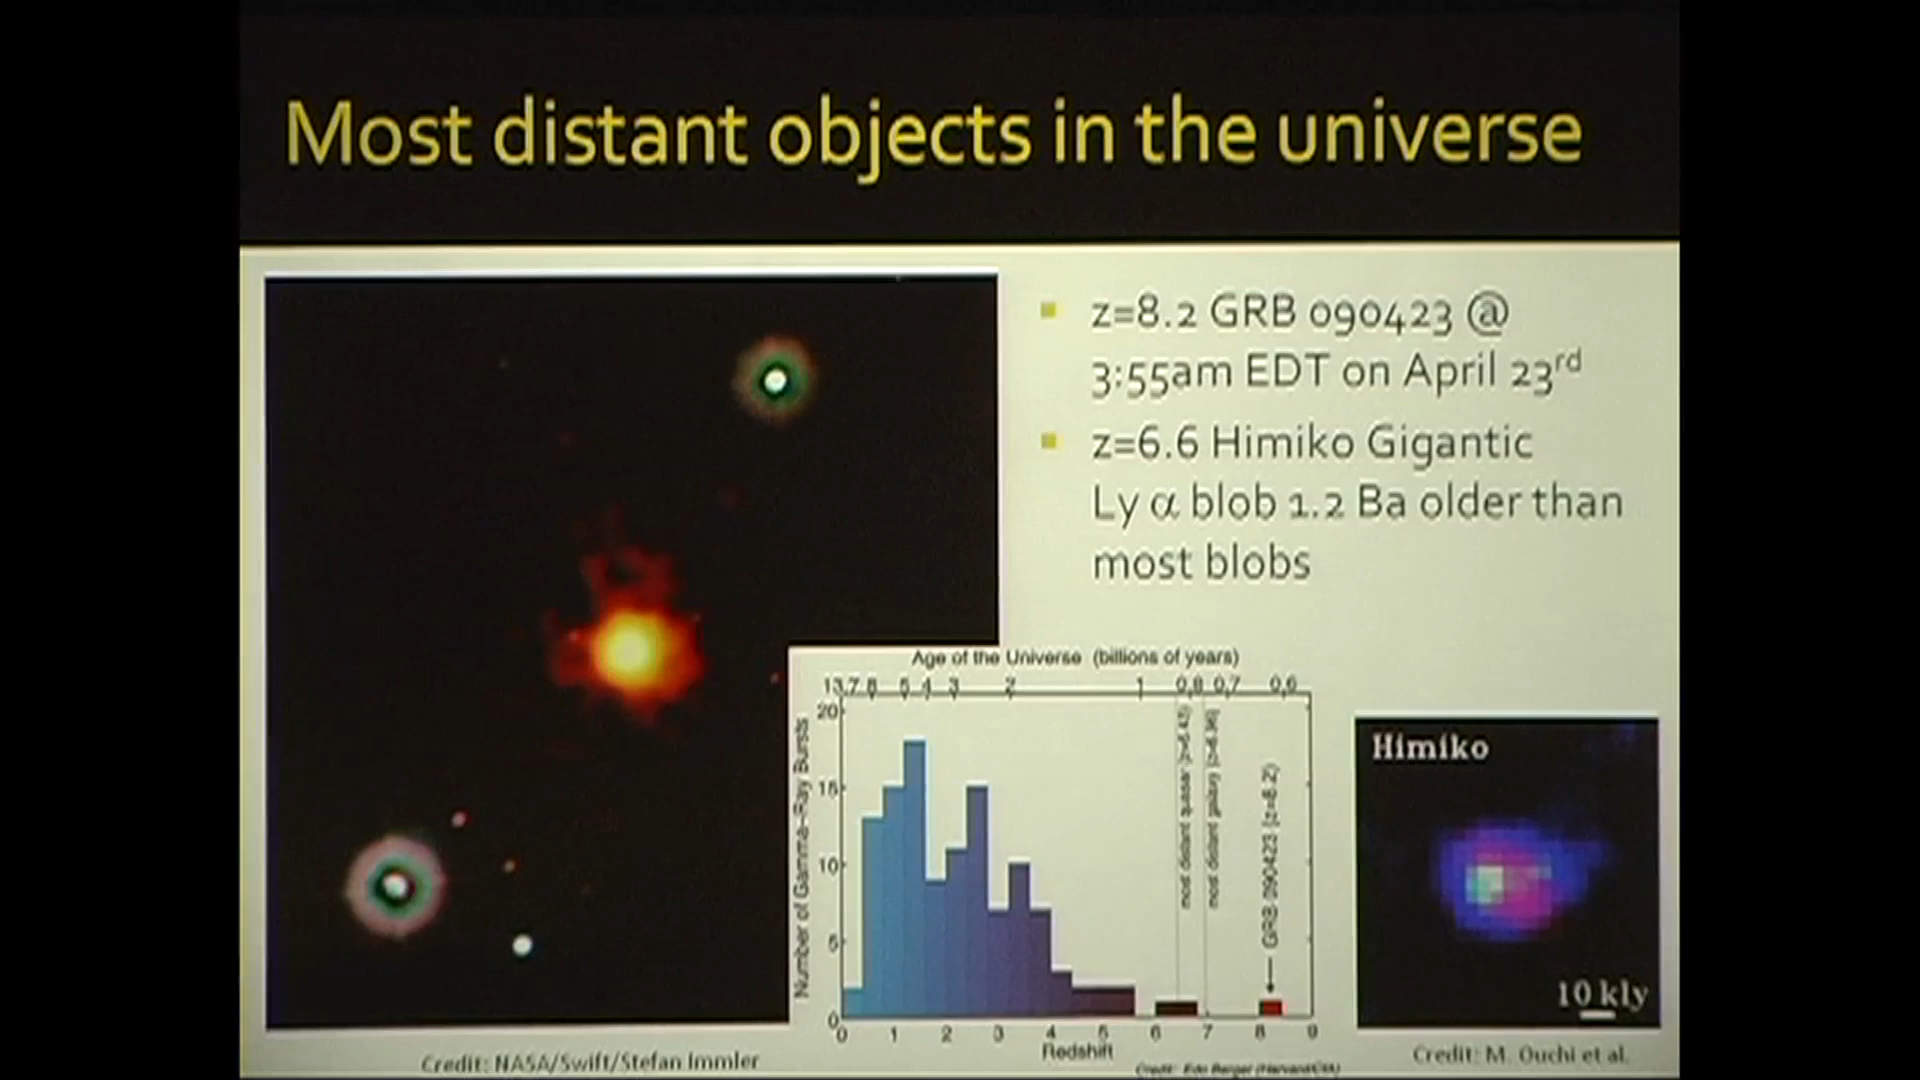 Most distant objects in the universe
z=8.2 GRB 090423 @
3:55am EDT on April 23rd
z=6.6 Himiko Gigantic
Ly α blob 1.2 Ba older than
most blobs
Age of the Universe (billions of years)
13.7 5 4 3 2 1 0.8 0.7 0.6
Number of Gamma-Ray Bursts
20
15
10
5
0
most distant quasar (z=6.43)
most distant galaxy (z=6.96)
GRB 090423 (z=8.2)
0 1 2 3 4 5 6 7 8 9
Redshift
Credit: Edo Berger (Harvard/CfA)
Himiko
10 kly
Credit: NASA/Swift/Stefan Immler
Credit: M. Ouchi et al.